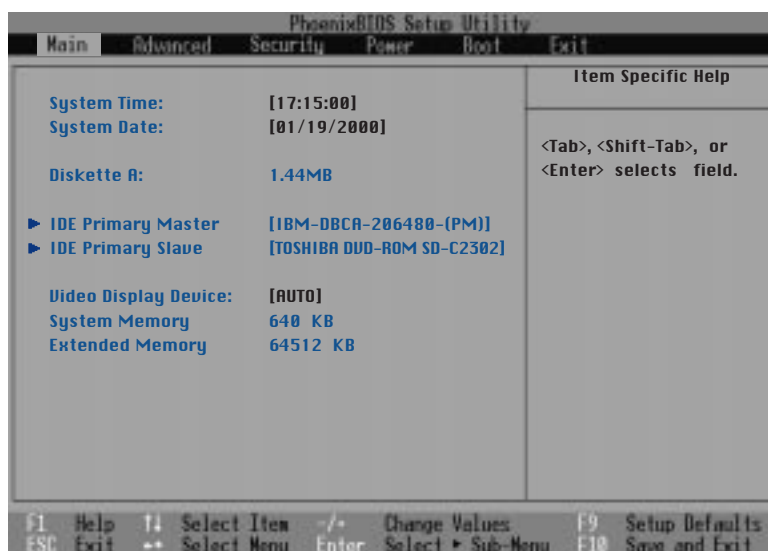 PhoenixBIOS Setup Utility
Main Advanced Security Power Boot Exit
Item Specific Help
System Time: [17:15:00]
System Date: [01/19/2000]
<Tab>, <Shift-Tab>, or
<Enter> selects field.
Diskette A: 1.44MB
► IDE Primary Master [IBM-DBCA-206480-(PM)]
► IDE Primary Slave [TOSHIBA DVD-ROM SD-C2302]
Video Display Device: [AUTO]
System Memory 640 KB
Extended Memory 64512 KB
F1 Help ↑↓ Select Item -/+ Change Values F9 Setup Defaults
ESC Exit ←→ Select Menu Enter Select ► Sub-Menu F10 Save and Exit